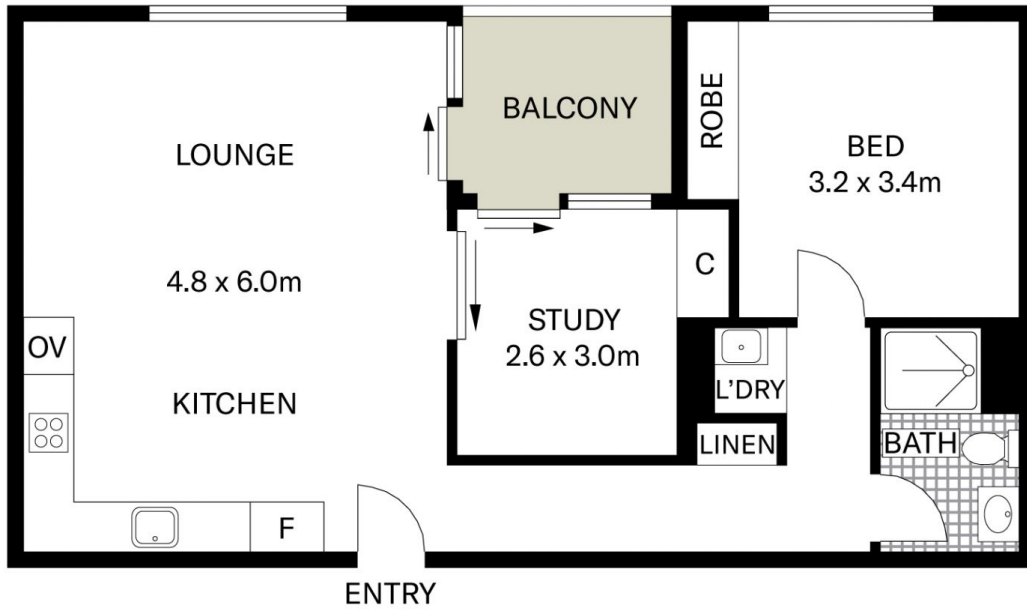 BALCONY
ROBE
LOUNGE
BED
3.2 x 3.4m
4.8 x 6.0m
C
STUDY
2.6 x 3.0m
OV
L'DRY
KITCHEN
LINEN
BATH
F
ENTRY